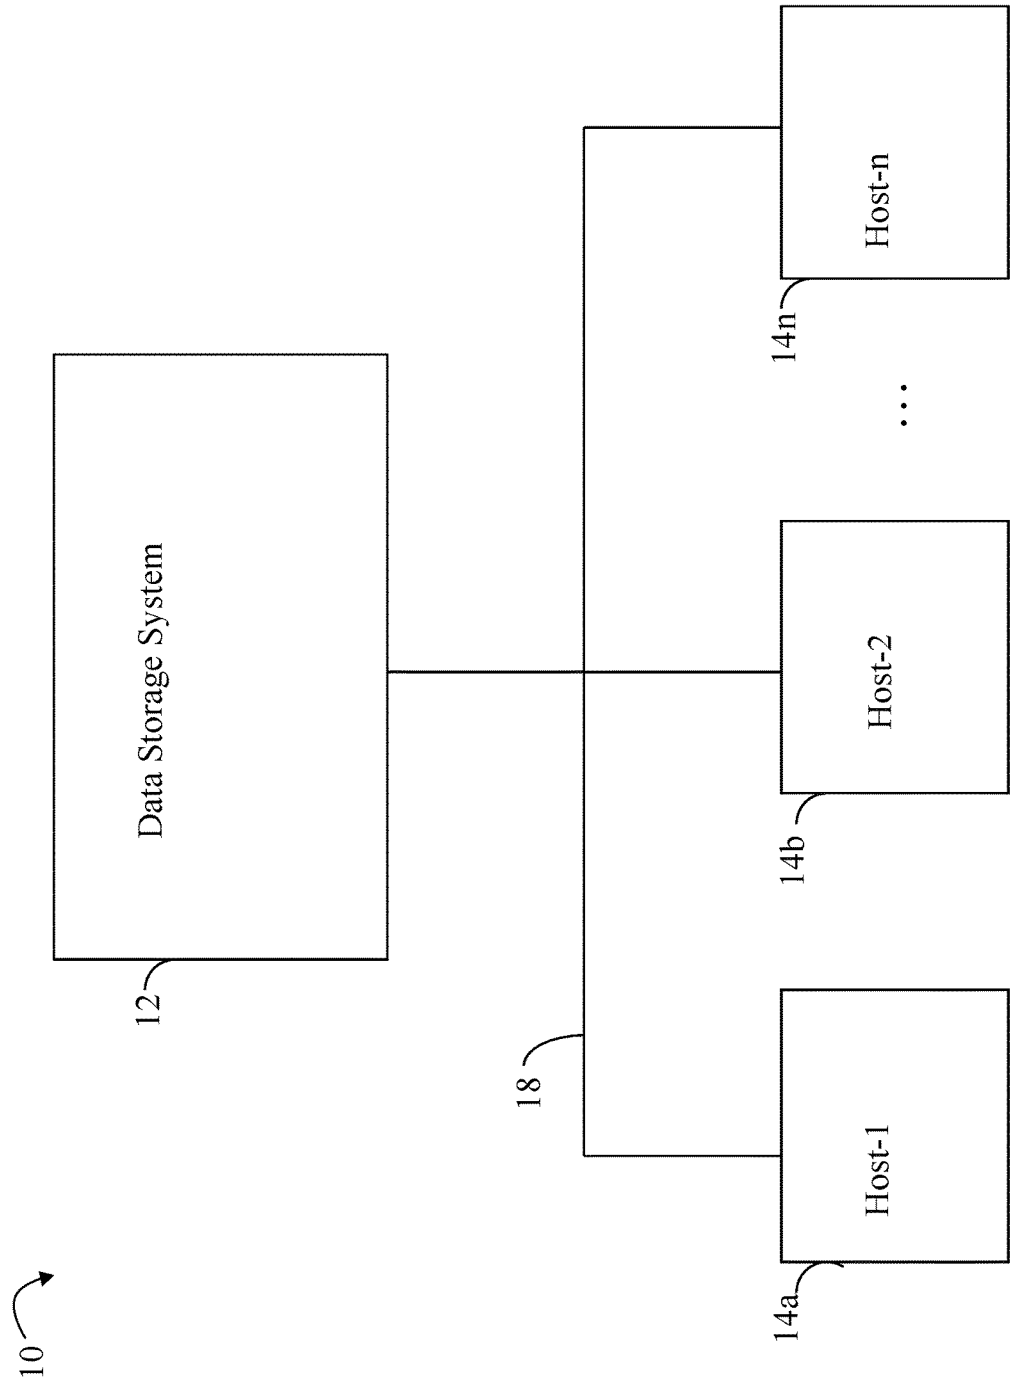 10
12
Data Storage System
18
14a
Host-1
14b
Host-2
...
14n
Host-n